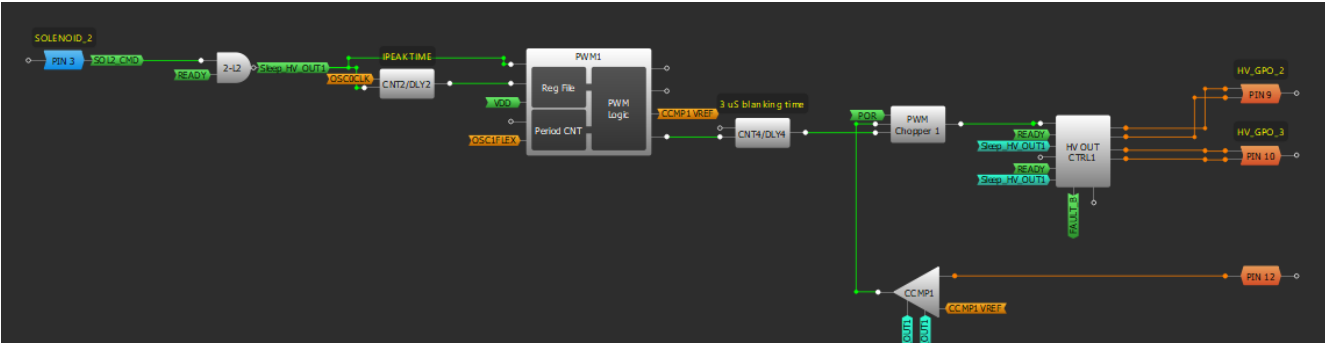 SOLENOID_2
PIN 3
SOL2_CMD
READY
2-L2
Sleep_HV_OUT1
IPEAKTIME
OSC0CLK
CNT2/DLY2
PWM1
Reg File
PWM
Logic
Period CNT
VDD
OSC1FLEX
CCMP1 VREF
3 uS blanking time
CNT4/DLY4
POR
PWM
Chopper 1
READY
Sleep_HV_OUT1
READY
Sleep_HV_OUT1
HV OUT
CTRL1
FAULT_B
HV_GPO_2
PIN 9
HV_GPO_3
PIN 10
CCMP1
CCMP1 VREF
OUT1
OUT1
PIN 12